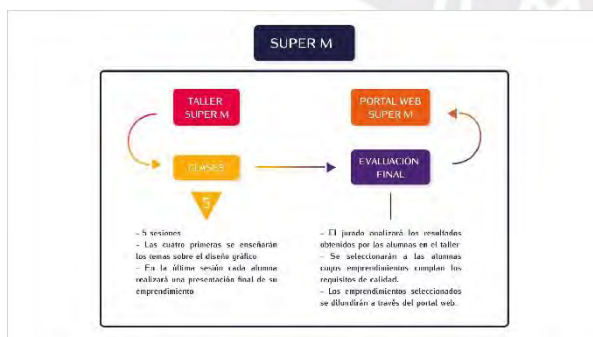 SUPER M
TALLER
SUPER M
PORTAL WEB
SUPER M
CLASES
EVALUACIÓN
FINAL
5
- 5 sesiones
- Las cuatro primeras se enseñarán
los temas sobre el diseño gráfico
- En la última sesión cada alumna
realizará una presentación final de su
emprendimiento
- El jurado analizará los resultados
obtenidos por las alumnas en el taller
- Se seleccionarán a las alumnas
cuyos emprendimientos cumplan los
requisitos de calidad.
- Los emprendimientos seleccionados
se difundirán a través del portal web.